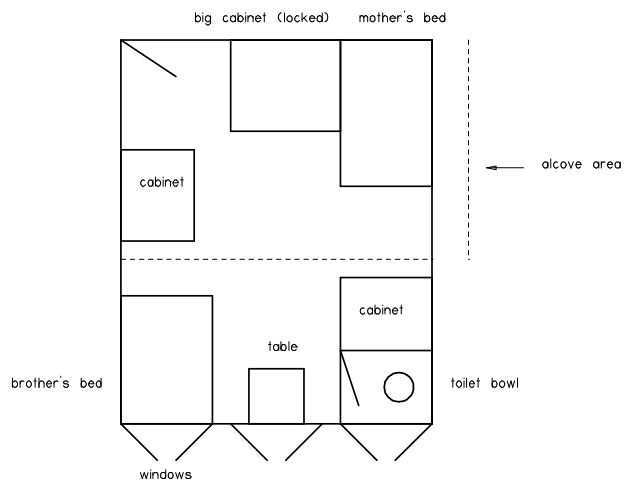 big cabinet (locked)
mother's bed
alcove area
cabinet
cabinet
table
brother's bed
toilet bowl
windows